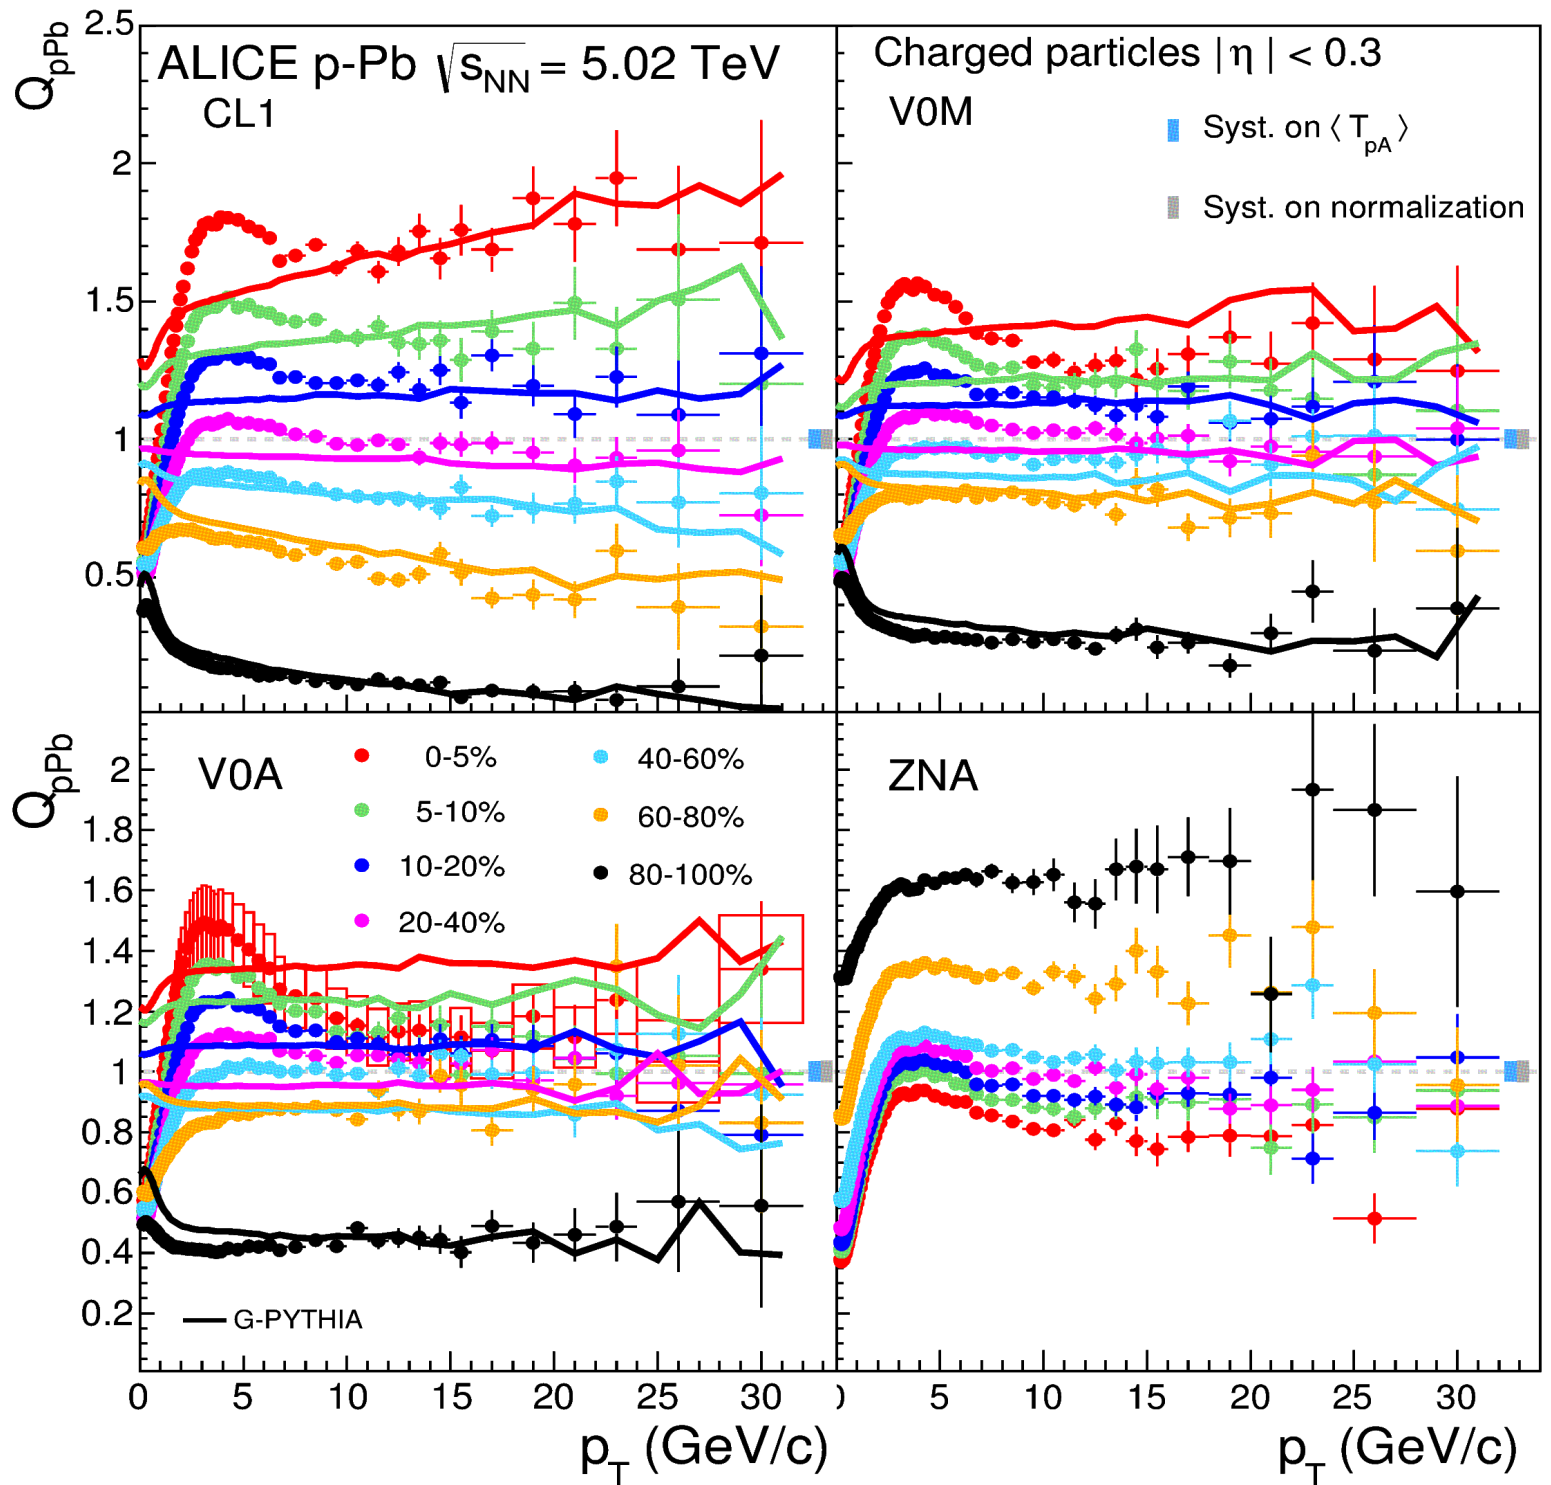 ALICE p-Pb √s_NN = 5.02 TeV
CL1
Q_pPb
2.5
2
1.5
1
0.5
Charged particles |η| < 0.3
V0M
Syst. on ⟨T_pA⟩
Syst. on normalization
V0A
Q_pPb
0-5%
5-10%
10-20%
20-40%
40-60%
60-80%
80-100%
G-PYTHIA
2
1.8
1.6
1.4
1.2
1
0.8
0.6
0.4
0.2
0 5 10 15 20 25 30
p_T (GeV/c)
ZNA
5 10 15 20 25 30
p_T (GeV/c)